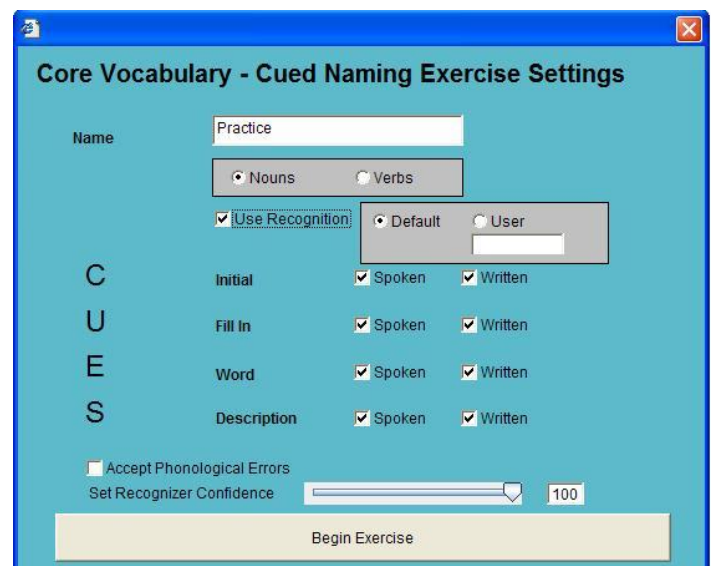 Core Vocabulary - Cued Naming Exercise Settings
Name Practice
Nouns Verbs
Use Recognition Default User
C Initial Spoken Written
U Fill In Spoken Written
E Word Spoken Written
S Description Spoken Written
Accept Phonological Errors
Set Recognizer Confidence 100
Begin Exercise